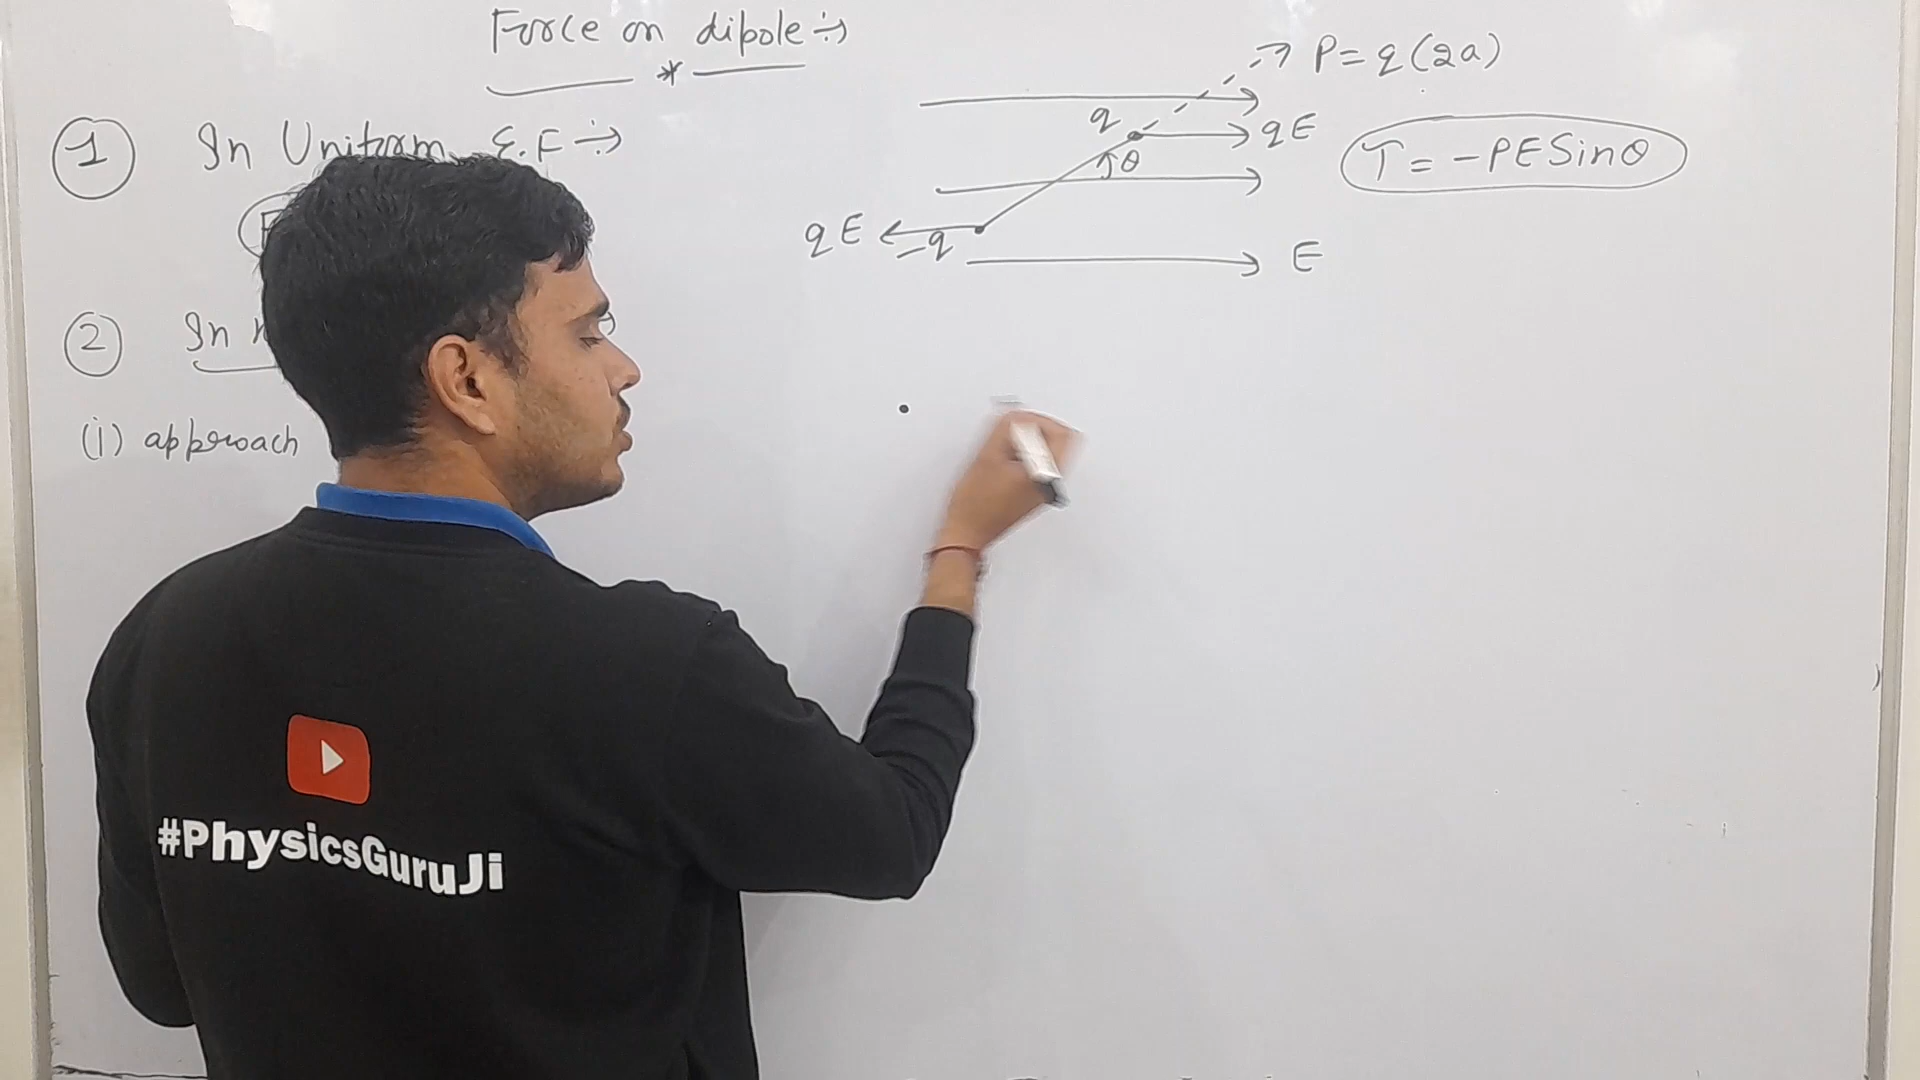 Force on dipole ÷>
*
P = q(2a)
① In Uniform E.F ÷>
q
qE
T = -PESinθ
θ
qE
-q
E
② In
(i) approach
#PhysicsGuruJi